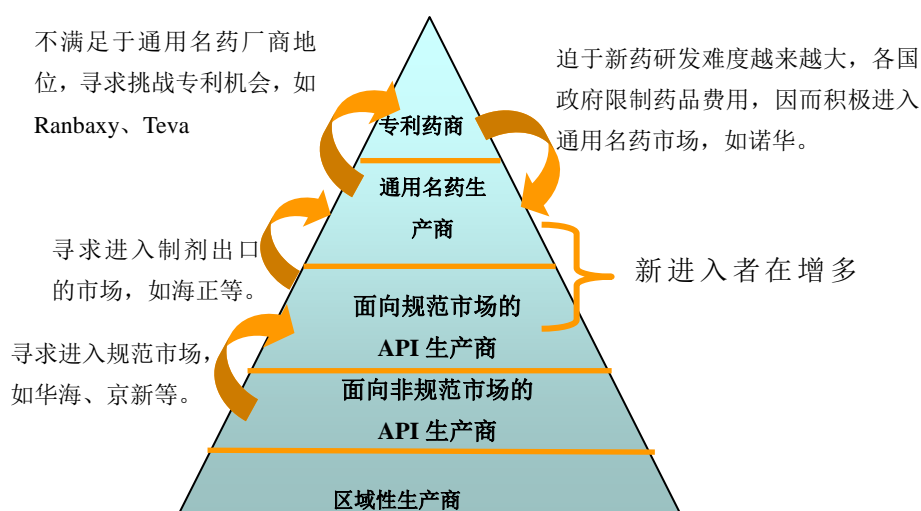 不满足于通用名药厂商地
位，寻求挑战专利机会，如
Ranbaxy、Teva
迫于新药研发难度越来越大，各国
政府限制药品费用，因而积极进入
通用名药市场，如诺华。
专利药商
通用名药生
产商
寻求进入制剂出口
的市场，如海正等。
新进入者在增多
面向规范市场的
API 生产商
寻求进入规范市场，
如华海、京新等。
面向非规范市场的
API 生产商
区域性生产商